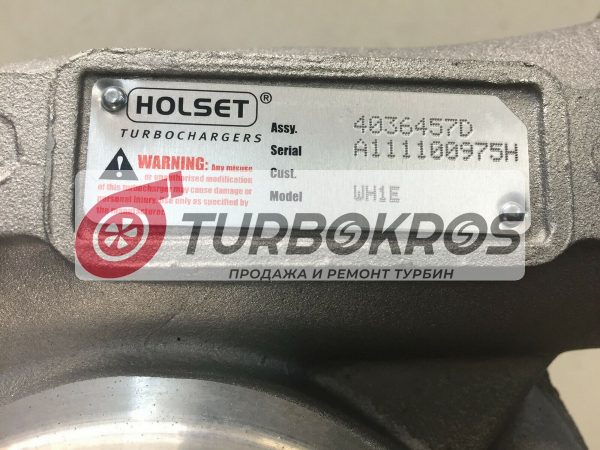 HOLSET®
TURBOCHARGERS
WARNING: Any misuse
or unauthorised modification
of this turbocharger may cause damage or
personal injury. Use only as specified by
Assy. 4036457D
Serial A111100975H
Cust.
Model WH1E
TURBOKROS
ПРОДАЖА И РЕМОНТ ТУРБИН